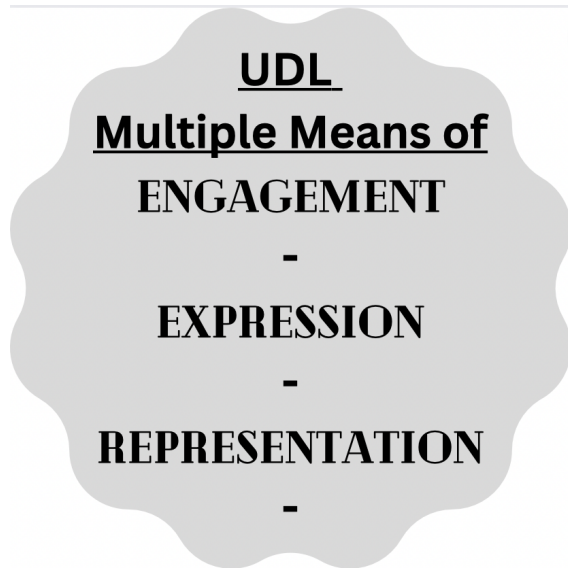 UDL
Multiple Means of
ENGAGEMENT
-
EXPRESSION
-
REPRESENTATION
-